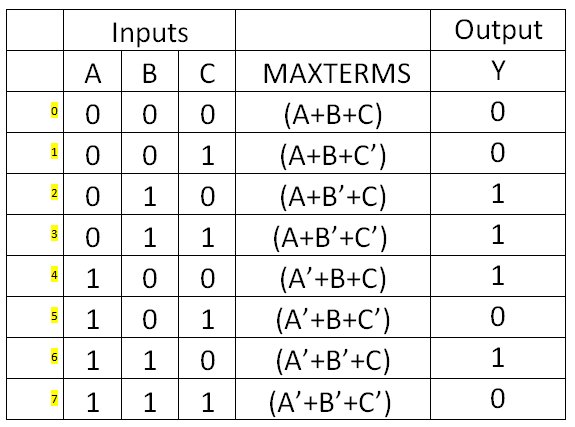 Inputs Output
A B C MAXTERMS Y
0 0 0 0 (A+B+C) 0
1 0 0 1 (A+B+C’) 0
2 0 1 0 (A+B’+C) 1
3 0 1 1 (A+B’+C’) 1
4 1 0 0 (A’+B+C) 1
5 1 0 1 (A’+B+C’) 0
6 1 1 0 (A’+B’+C) 1
7 1 1 1 (A’+B’+C’) 0